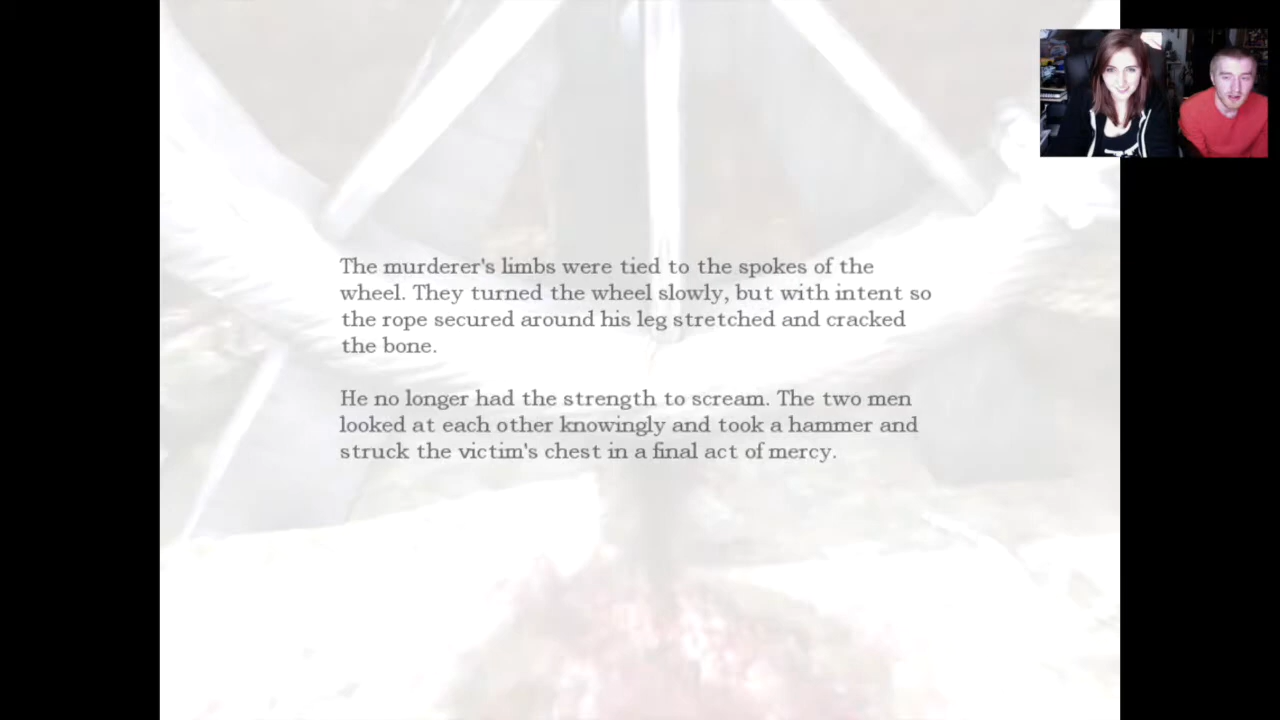 The murderer's limbs were tied to the spokes of the
wheel. They turned the wheel slowly, but with intent so
the rope secured around his leg stretched and cracked
the bone.
He no longer had the strength to scream. The two men
looked at each other knowingly and took a hammer and
struck the victim's chest in a final act of mercy.